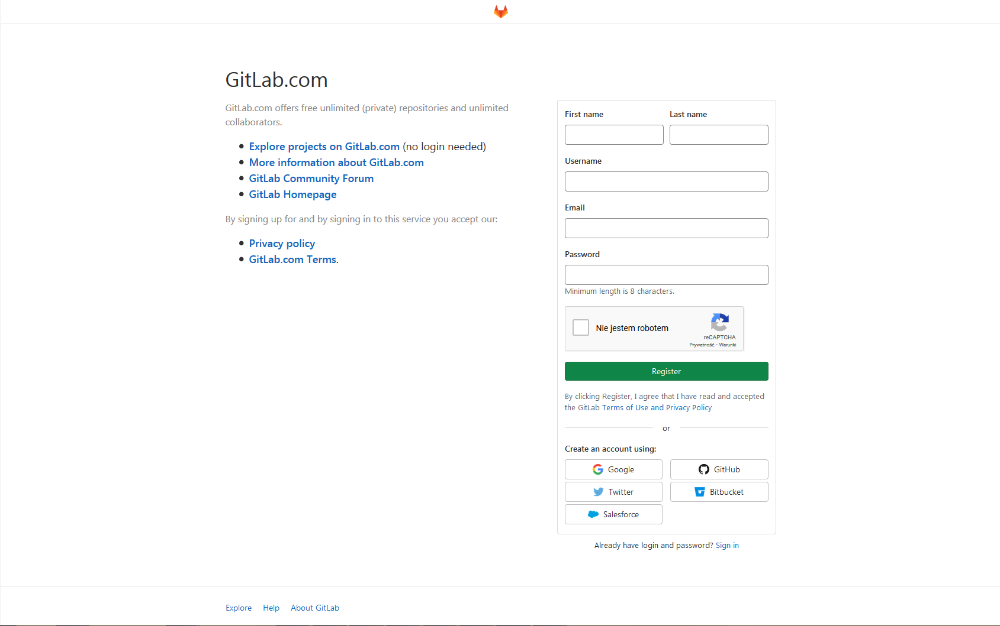 GitLab.com
GitLab.com offers free unlimited (private) repositories and unlimited
collaborators.
Explore projects on GitLab.com (no login needed)
More information about GitLab.com
GitLab Community Forum
GitLab Homepage
By signing up for and by signing in to this service you accept our:
Privacy policy
GitLab.com Terms.
First name
Last name
Username
Email
Password
Minimum length is 8 characters.
Nie jestem robotem
reCAPTCHA
Prywatność - Warunki
Register
By clicking Register, I agree that I have read and accepted
the GitLab Terms of Use and Privacy Policy
or
Create an account using:
Google
GitHub
Twitter
Bitbucket
Salesforce
Already have login and password? Sign in
Explore Help About GitLab